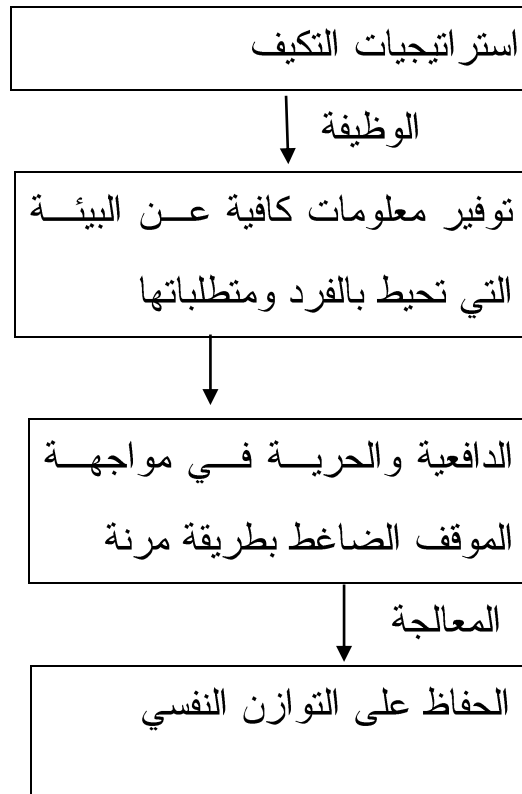 استراتيجيات التكيف
الوظيفة
توفير معلومات كافية عن البيئة
التي تحيط بالفرد ومتطلباتها
الدافعية والحرية في مواجهة
الموقف الضاغط بطريقة مرنة
المعالجة
الحفاظ على التوازن النفسي